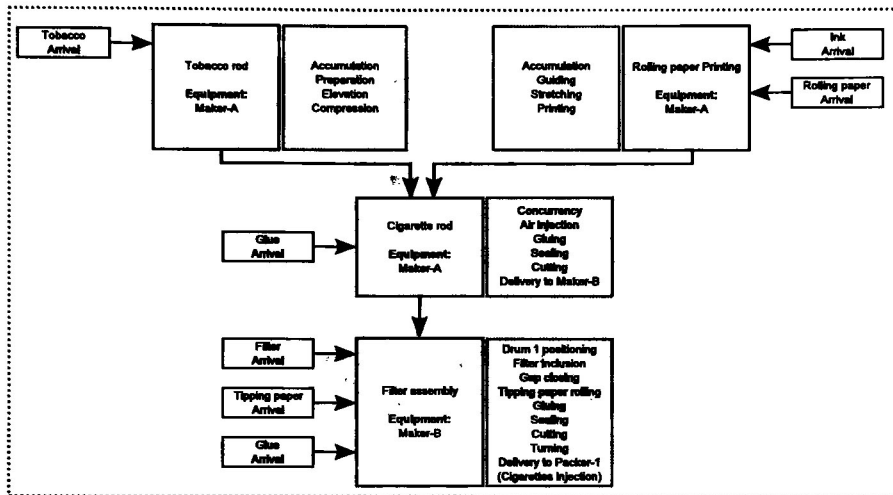 Tobacco
Arrival
Tobacco rod
Equipment:
Maker-A
Accumulation
Preparation
Elevation
Compression
Accumulation
Guiding
Stretching
Printing
Rolling paper Printing
Equipment:
Maker-A
Ink
Arrival
Rolling paper
Arrival
Glue
Arrival
Cigarette rod
Equipment:
Maker-A
Concurrency
Air injection
Gluing
Sealing
Cutting
Delivery to Maker-B
Filter
Arrival
Tipping paper
Arrival
Glue
Arrival
Filter assembly
Equipment:
Maker-B
Drum 1 positioning
Filter inclusion
Gap closing
Tipping paper rolling
Gluing
Sealing
Cutting
Turning
Delivery to Packer-1
(Cigarettes injection)